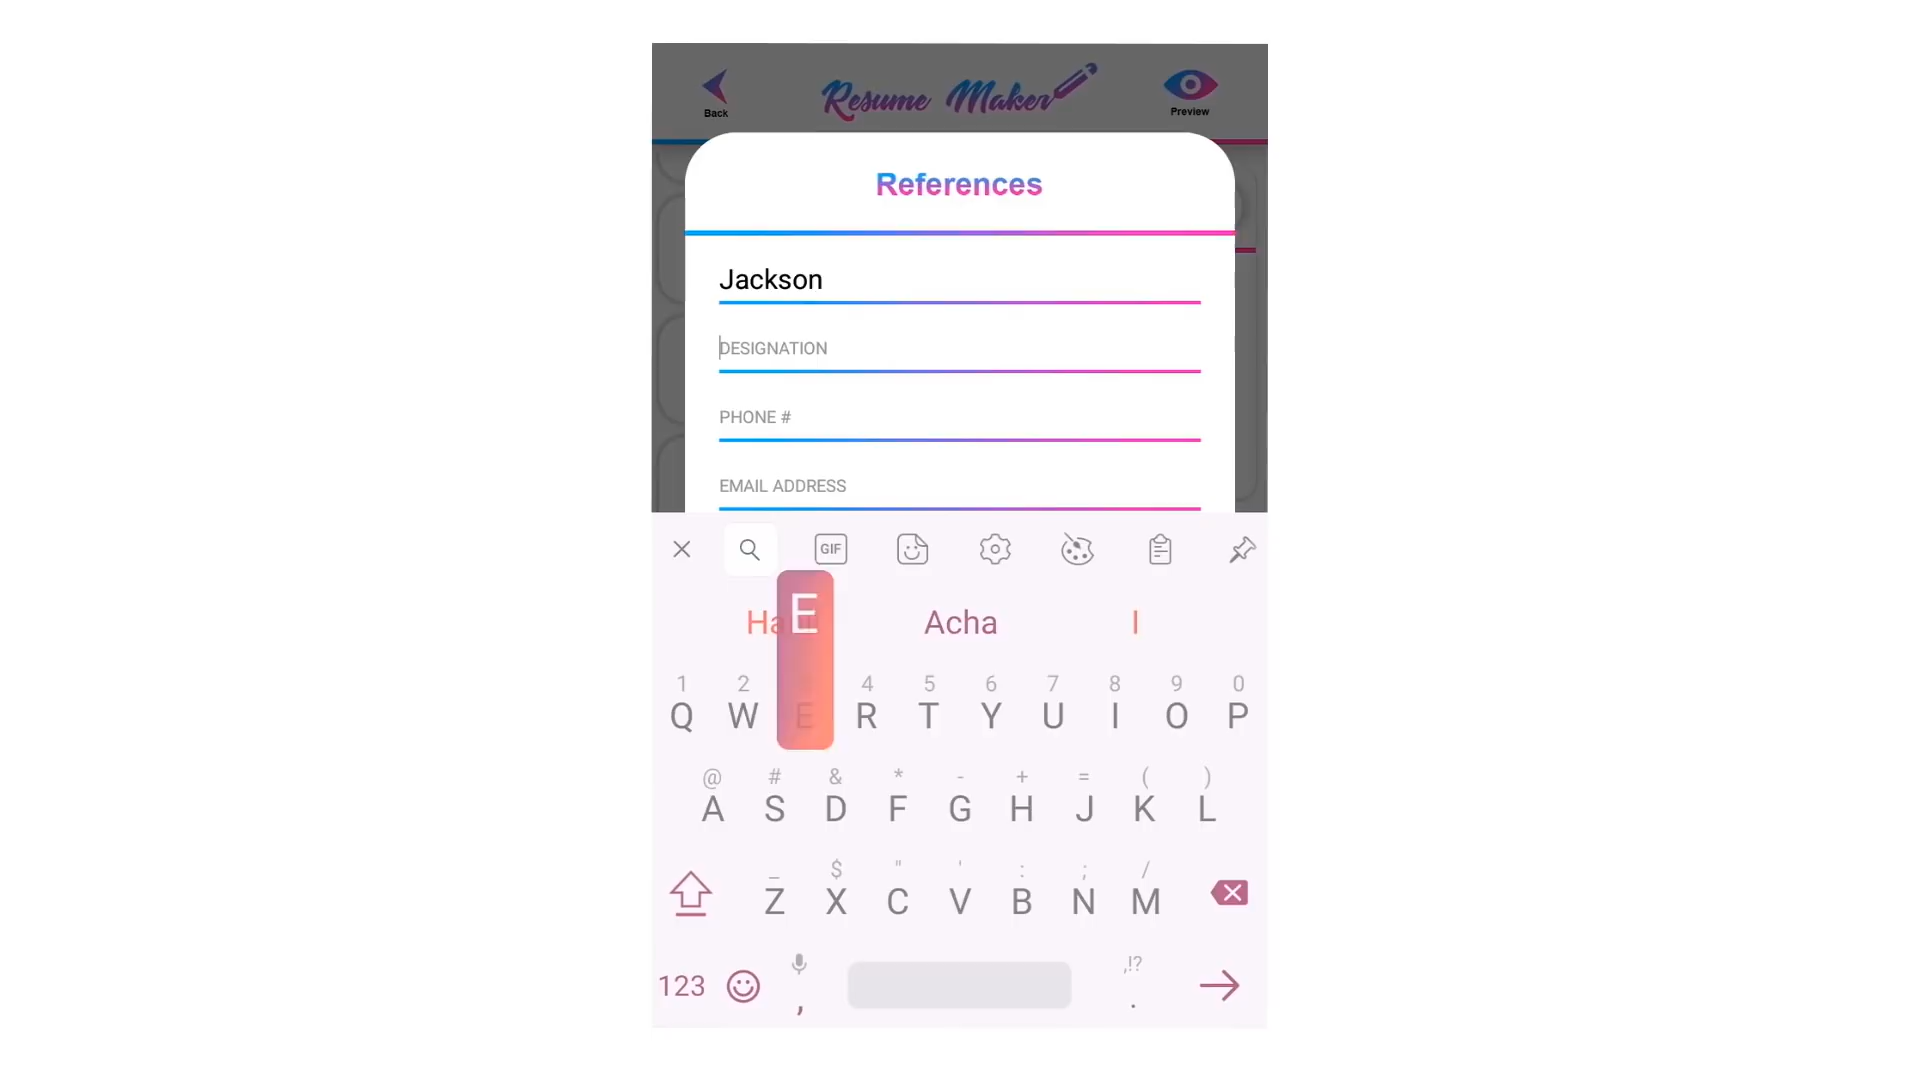 Back
Resume Maker
Preview
References
Jackson
DESIGNATION
PHONE #
EMAIL ADDRESS
GIF
E
Acha
I
1 2 4 5 6 7 8 9 0
Q W E R T Y U I O P
@ # & * - + = ( )
A S D F G H J K L
_ $ " ' : ; /
Z X C V B N M
,!?
123 , .